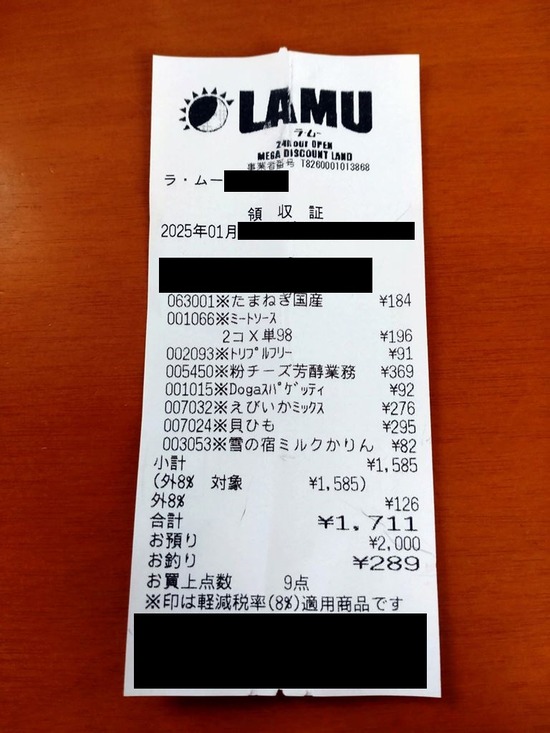 LAMU
ラ・ムー
24Hour OPEN
MEGA DISCOUNT LAND
事業者番号 T8260001013868
ラ・ムー
領収証
2025年01月
063001※たまねぎ国産 ¥184
001066※ﾐｰﾄｿｰｽ
2コX単98 ¥196
002093※ﾄﾘﾌﾟﾙﾌﾘｰ ¥91
005450※粉チーズ芳醇業務 ¥369
001015※Dogaｽﾊﾟｹﾞｯﾃｨ ¥92
007032※えびいかﾐｯｸｽ ¥276
007024※貝ひも ¥295
003053※雪の宿ミルクかりん ¥82
小計 ¥1,585
(外8% 対象 ¥1,585)
外8% ¥126
合計 ¥1,711
お預り ¥2,000
お釣り ¥289
お買上点数 9点
※印は軽減税率(8%)適用商品です